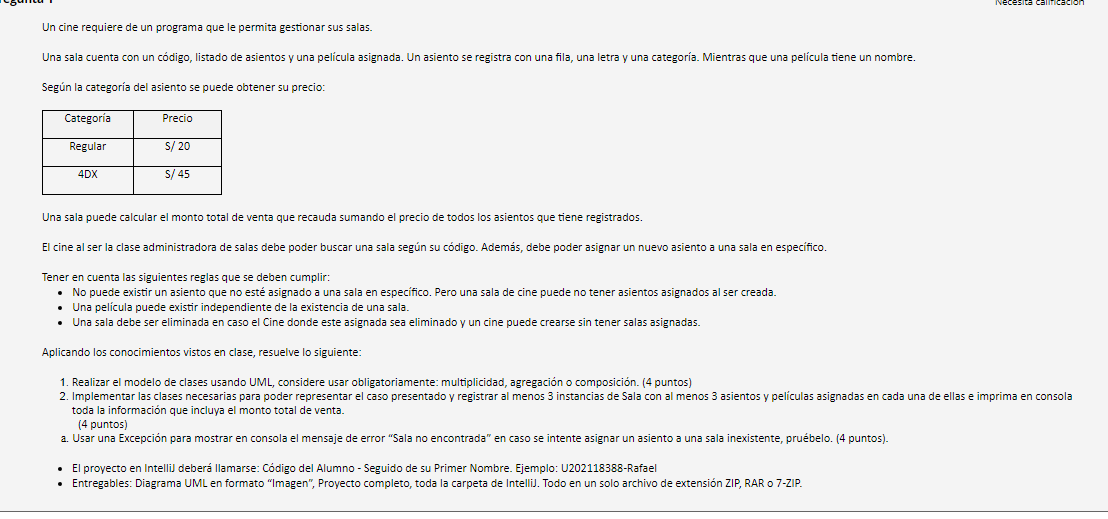 Pregunta 1
Necesita calificación
Un cine requiere de un programa que le permita gestionar sus salas.
Una sala cuenta con un código, listado de asientos y una película asignada. Un asiento se registra con una fila, una letra y una categoría. Mientras que una película tiene un nombre.
Según la categoría del asiento se puede obtener su precio:
Categoría Precio
Regular S/ 20
4DX S/ 45
Una sala puede calcular el monto total de venta que recauda sumando el precio de todos los asientos que tiene registrados.
El cine al ser la clase administradora de salas debe poder buscar una sala según su código. Además, debe poder asignar un nuevo asiento a una sala en específico.
Tener en cuenta las siguientes reglas que se deben cumplir:
• No puede existir un asiento que no esté asignado a una sala en específico. Pero una sala de cine puede no tener asientos asignados al ser creada.
• Una película puede existir independiente de la existencia de una sala.
• Una sala debe ser eliminada en caso el Cine donde este asignada sea eliminado y un cine puede crearse sin tener salas asignadas.
Aplicando los conocimientos vistos en clase, resuelve lo siguiente:
1. Realizar el modelo de clases usando UML, considere usar obligatoriamente: multiplicidad, agregación o composición. (4 puntos)
2. Implementar las clases necesarias para poder representar el caso presentado y registrar al menos 3 instancias de Sala con al menos 3 asientos y películas asignadas en cada una de ellas e imprima en consola
toda la información que incluya el monto total de venta.
(4 puntos)
a. Usar una Excepción para mostrar en consola el mensaje de error “Sala no encontrada” en caso se intente asignar un asiento a una sala inexistente, pruébelo. (4 puntos).
• El proyecto en IntelliJ deberá llamarse: Código del Alumno - Seguido de su Primer Nombre. Ejemplo: U202118388-Rafael
• Entregables: Diagrama UML en formato “Imagen”, Proyecto completo, toda la carpeta de IntelliJ. Todo en un solo archivo de extensión ZIP, RAR o 7-ZIP.